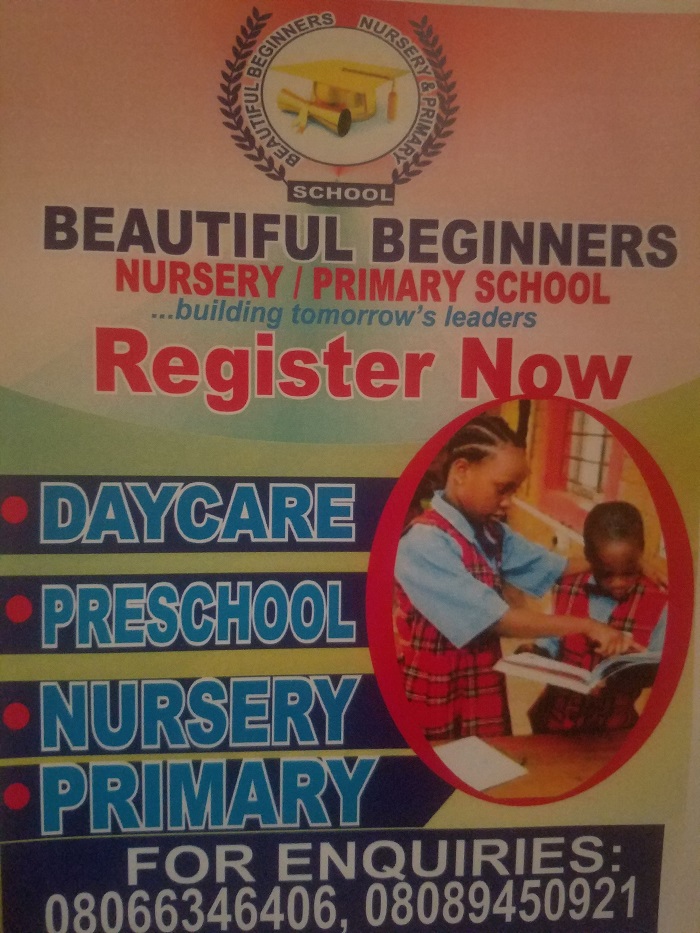 BEAUTIFUL BEGINNERS NURSERY & PRIMARY
SCHOOL
BEAUTIFUL BEGINNERS
NURSERY / PRIMARY SCHOOL
...building tomorrow's leaders
Register Now
DAYCARE
PRESCHOOL
NURSERY
PRIMARY
FOR ENQUIRIES:
08066346406, 08089450921